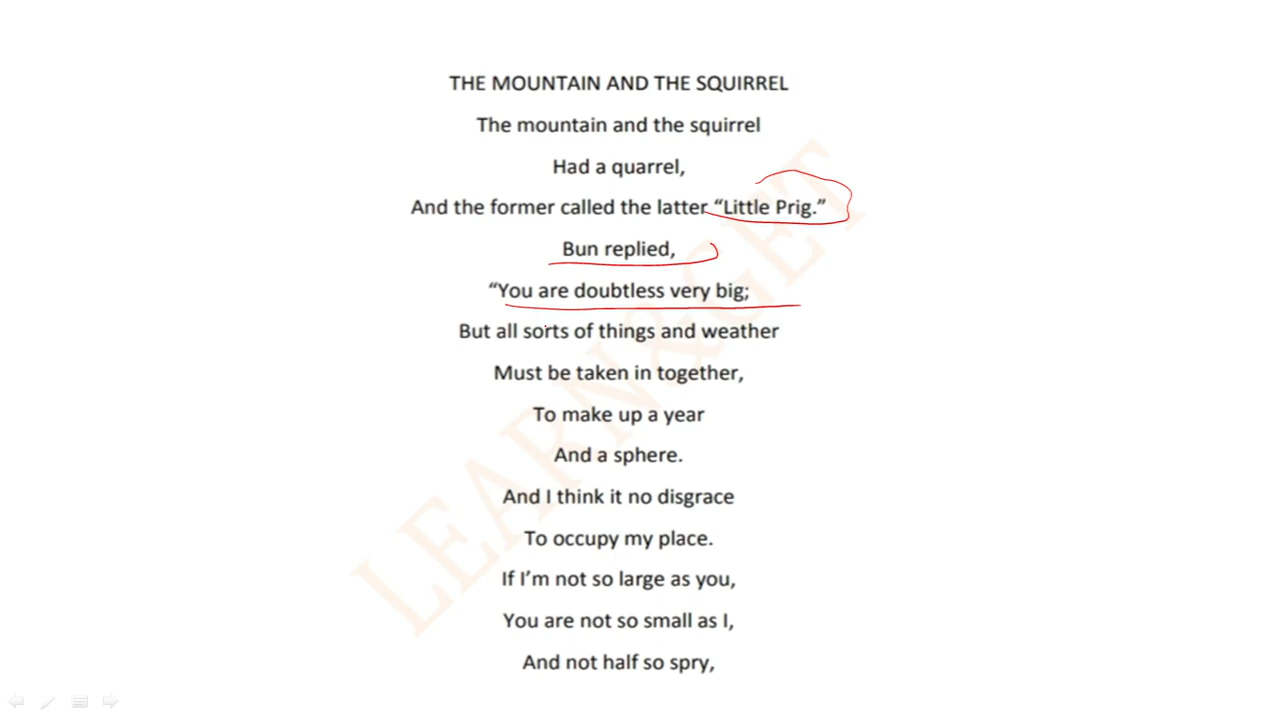 THE MOUNTAIN AND THE SQUIRREL
The mountain and the squirrel
Had a quarrel,
And the former called the latter “Little Prig.”
Bun replied,
“You are doubtless very big;
But all sorts of things and weather
Must be taken in together,
To make up a year
And a sphere.
And I think it no disgrace
To occupy my place.
If I’m not so large as you,
You are not so small as I,
And not half so spry,
LEARN&GET